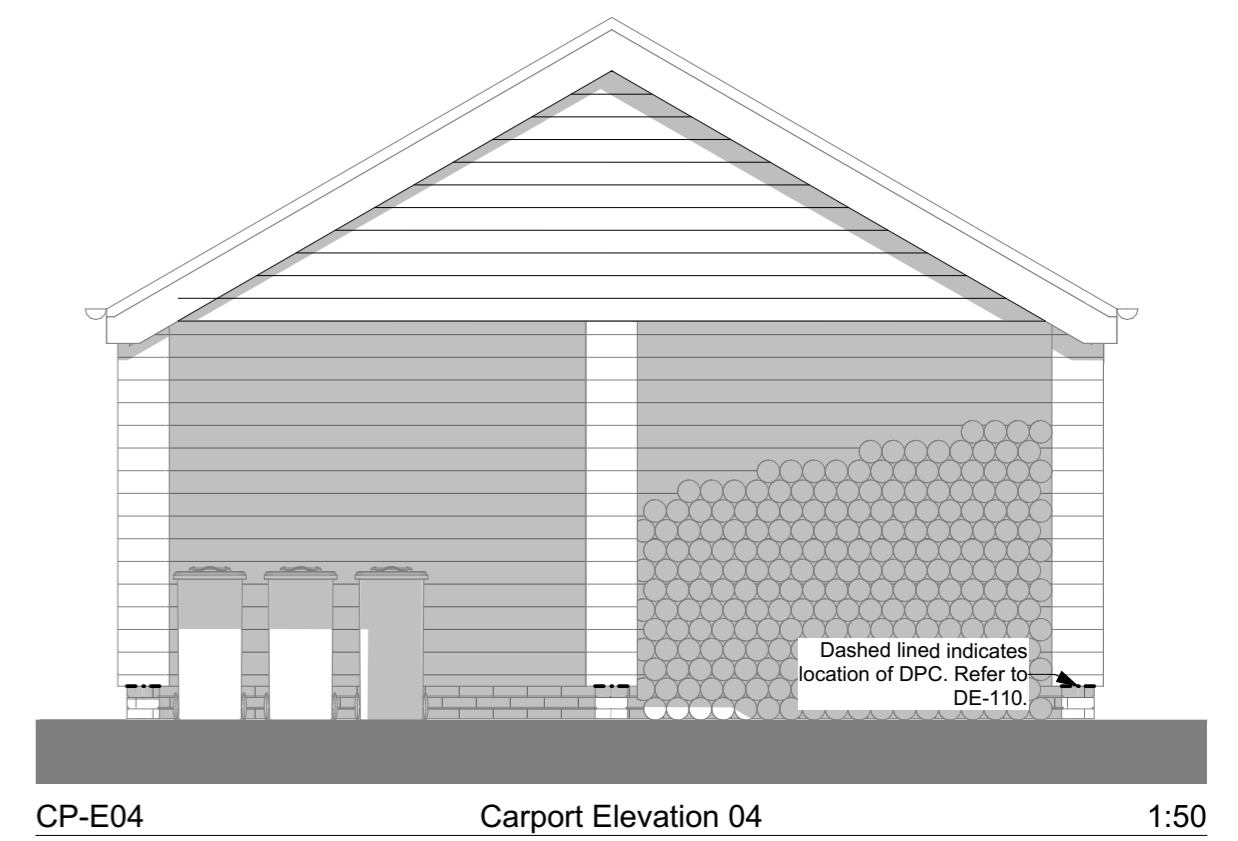 Dashed lined indicates
location of DPC. Refer to
DE-110.
CP-E04 Carport Elevation 04 1:50